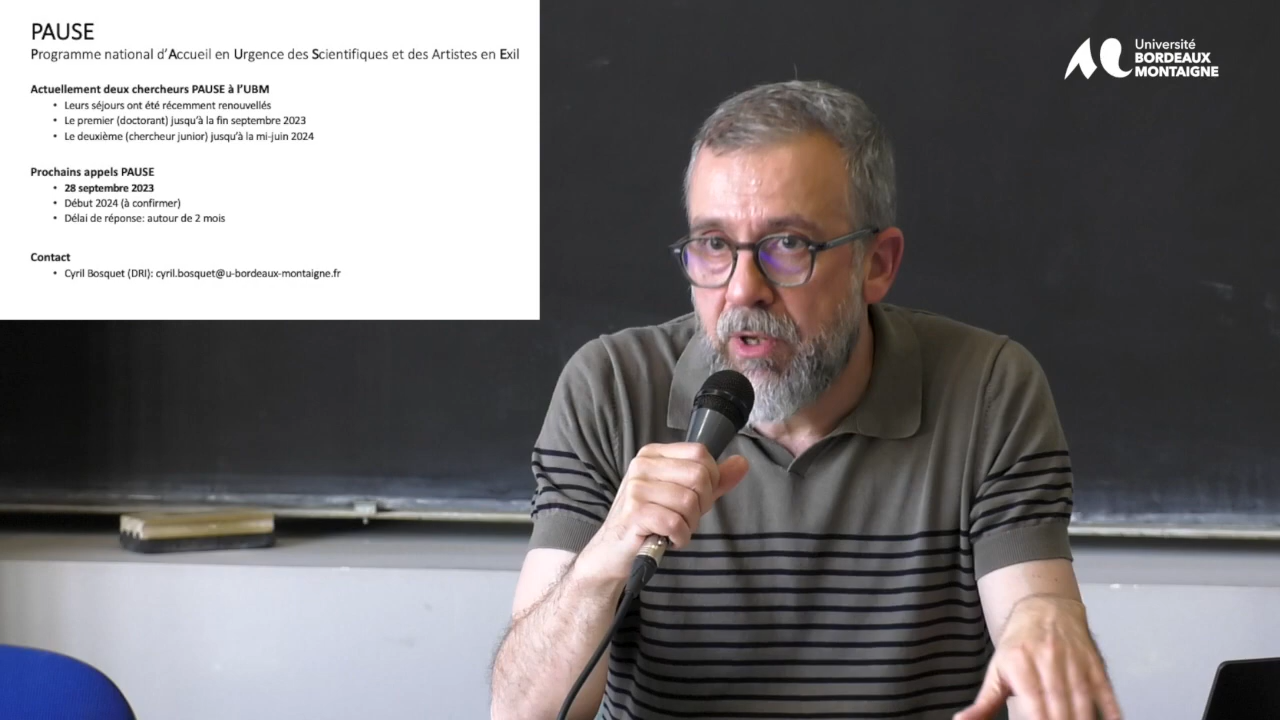 PAUSE
Programme national d'Accueil en Urgence des Scientifiques et des Artistes en Exil
Actuellement deux chercheurs PAUSE à l'UBM
• Leurs séjours ont été récemment renouvellés
• Le premier (doctorant) jusqu'à la fin septembre 2023
• Le deuxième (chercheur junior) jusqu'à la mi-juin 2024
Prochains appels PAUSE
• 28 septembre 2023
• Début 2024 (à confirmer)
• Délai de réponse: autour de 2 mois
Contact
• Cyril Bosquet (DRI): cyril.bosquet@u-bordeaux-montaigne.fr
Université
BORDEAUX
MONTAIGNE